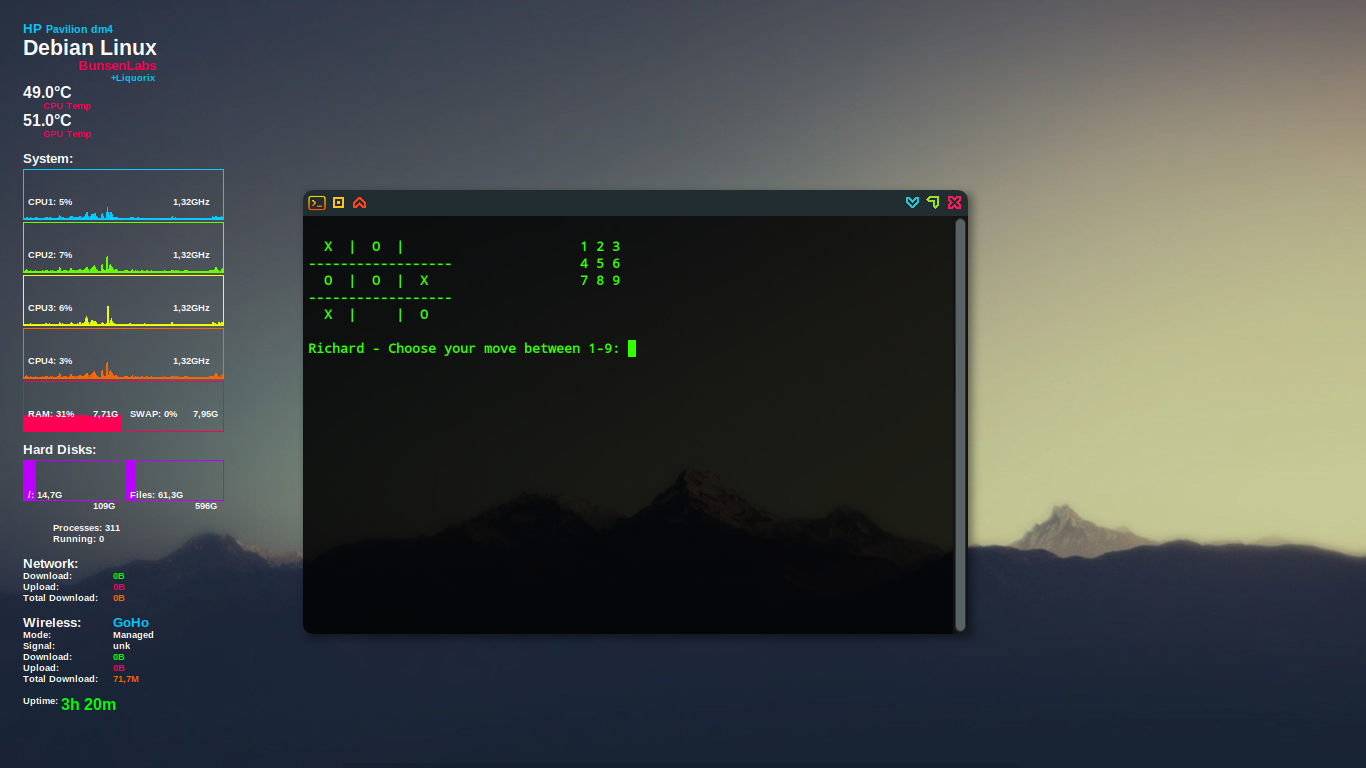 HP Pavilion dm4
Debian Linux
BunsenLabs
+Liquorix
49.0°C
CPU Temp
51.0°C
GPU Temp
System:
CPU1: 5% 1,32GHz
CPU2: 7% 1,32GHz
CPU3: 6% 1,32GHz
CPU4: 3% 1,32GHz
RAM: 31% 7,71G SWAP: 0% 7,95G
Hard Disks:
/: 14,7G Files: 61,3G
109G 596G
Processes: 311
Running: 0
Network:
Download: 0B
Upload: 0B
Total Download: 0B
Wireless: GoHo
Mode: Managed
Signal: unk
Download: 0B
Upload: 0B
Total Download: 71,7M
Uptime: 3h 20m
X | O | 1 2 3
------------------ 4 5 6
O | O | X 7 8 9
------------------
X | | O
Richard - Choose your move between 1-9: